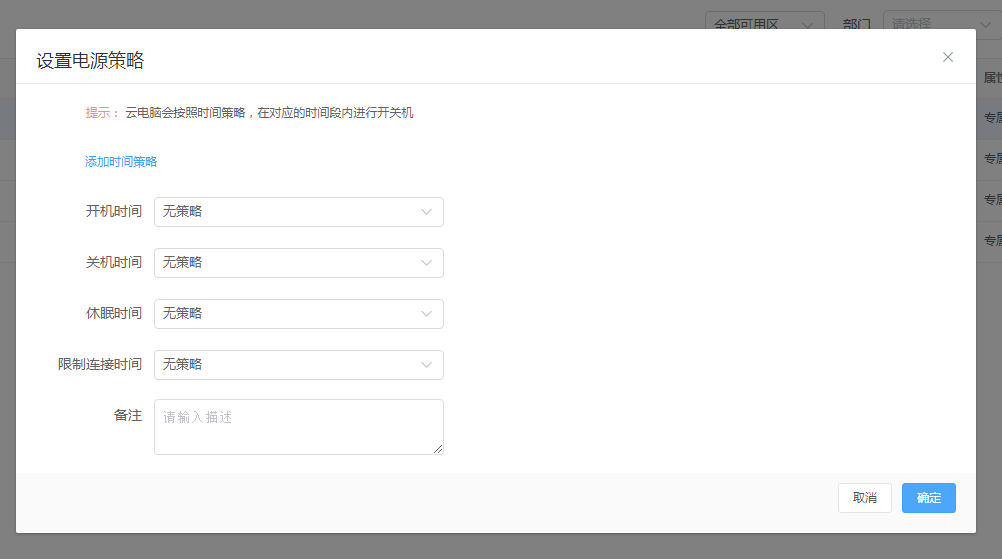 全部可用区
部门
请选择
设置电源策略
属性
提示： 云电脑会按照时间策略，在对应的时间段内进行开关机
专属
添加时间策略
专属
专属
开机时间 无策略
专属
关机时间 无策略
休眠时间 无策略
限制连接时间 无策略
备注 请输入描述
取消 确定